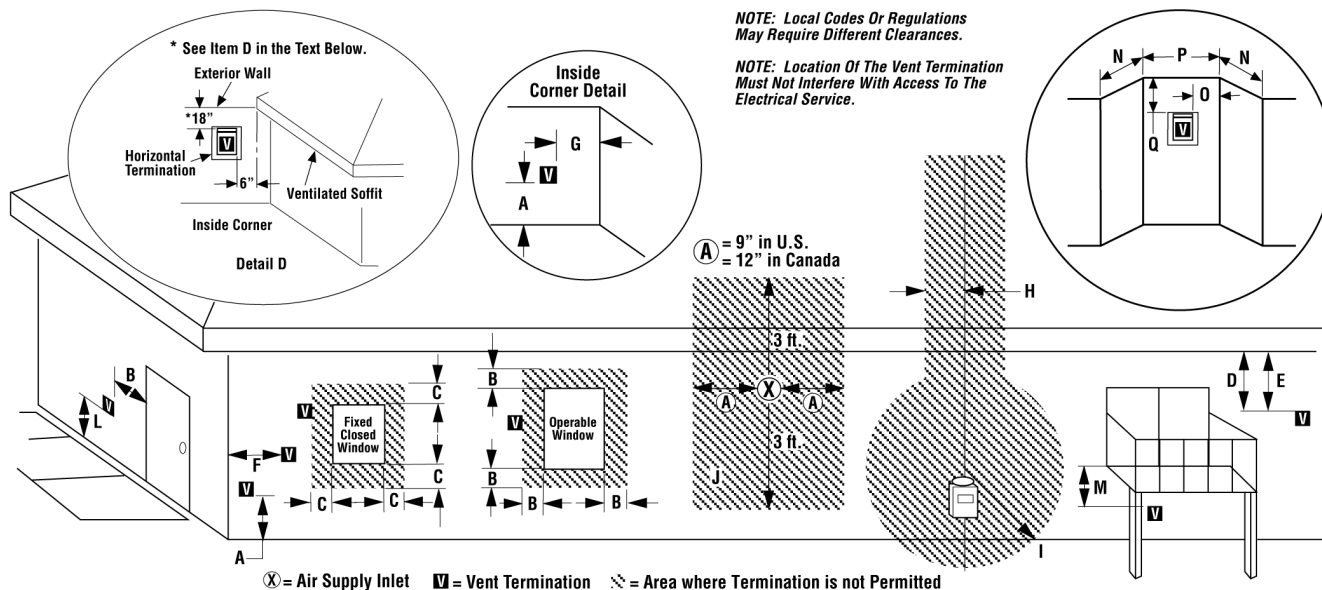 * See Item D in the Text Below.
Exterior Wall
*18”
V
Horizontal
Termination
6”
Ventilated Soffit
Inside Corner
Detail D
Inside
Corner Detail
G
V
A
NOTE: Local Codes Or Regulations
May Require Different Clearances.
NOTE: Location Of The Vent Termination
Must Not Interfere With Access To The
Electrical Service.
N P N
O
V
Q
A = 9” in U.S.
= 12” in Canada
H
3 ft.
A X A
3 ft.
J
I
B
V
L
F
V
V
A
C
V
Fixed
Closed
Window
C
C C
B
V
Operable
Window
B
B B
D E
V
M
V
X = Air Supply Inlet V = Vent Termination = Area where Termination is not Permitted